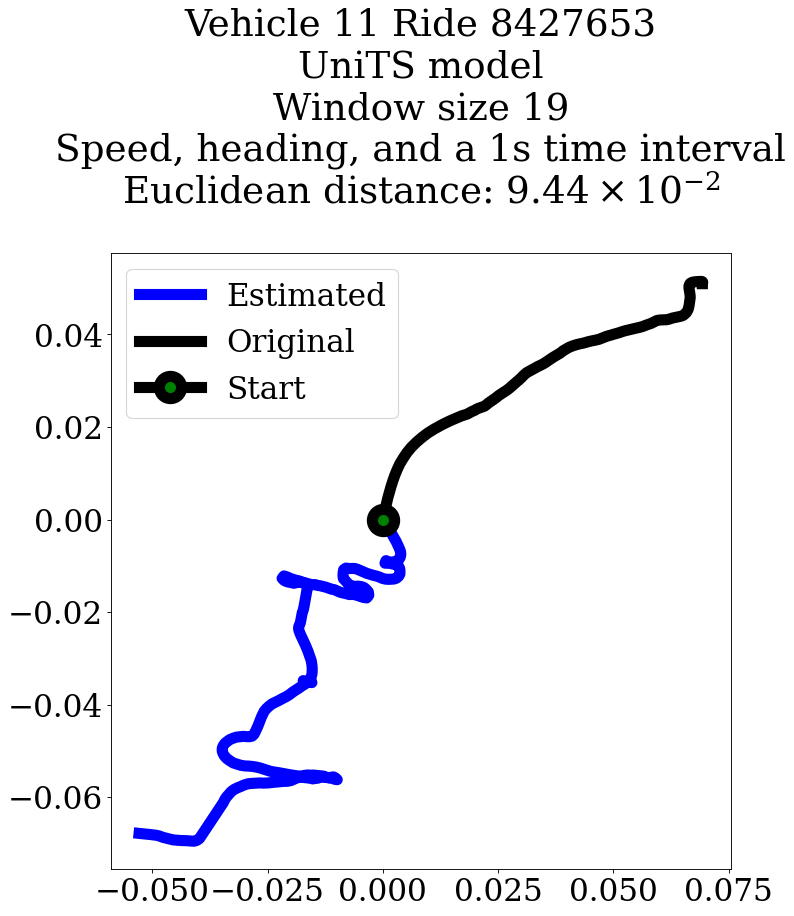 Vehicle 11 Ride 8427653
UniTS model
Window size 19
Speed, heading, and a 1s time interval
Euclidean distance: 9.44 × 10⁻²
Estimated
Original
Start
0.04
0.02
0.00
−0.02
−0.04
−0.06
−0.050 −0.025 0.000 0.025 0.050 0.075